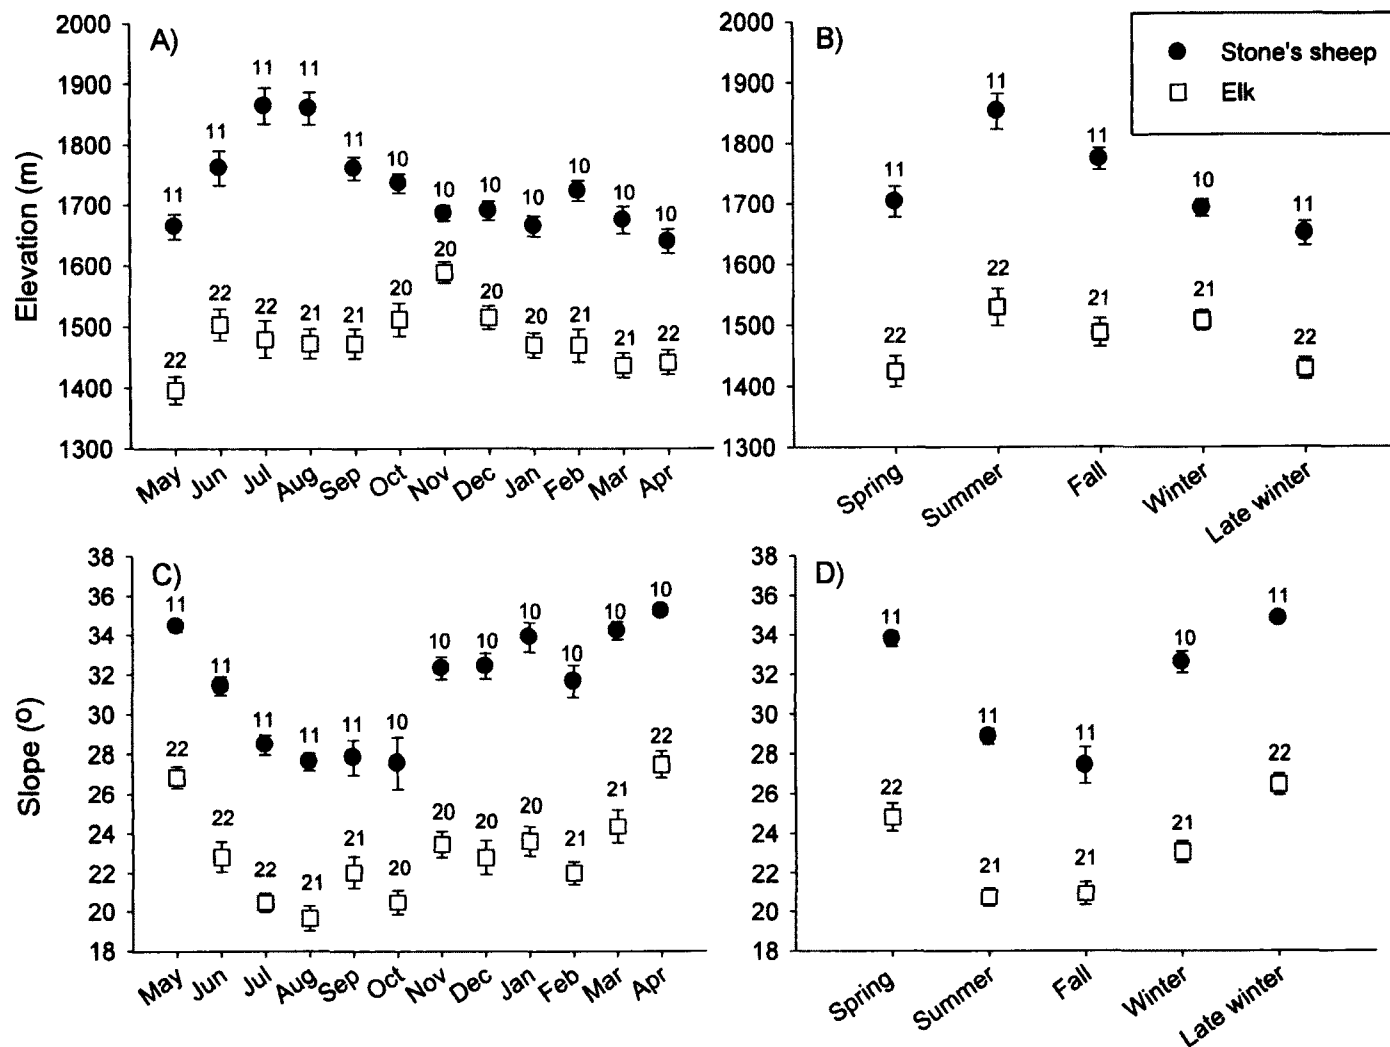 A)
Elevation (m)
2000
1900
1800
1700
1600
1500
1400
1300
11 11 11 11 11 10 10 10 10 10 10 10
22 22 22 21 21 20 20 20 20 21 21 22
May Jun Jul Aug Sep Oct Nov Dec Jan Feb Mar Apr
B)
Stone's sheep
Elk
2000
1900
1800
1700
1600
1500
1400
1300
11 11 11 10 11
22 22 21 21 22
Spring Summer Fall Winter Late winter
C)
Slope (º)
38
36
34
32
30
28
26
24
22
20
18
11 11 11 11 11 10 10 10 10 10 10 10
22 22 22 21 21 20 20 20 20 21 21 22
May Jun Jul Aug Sep Oct Nov Dec Jan Feb Mar Apr
D)
38
36
34
32
30
28
26
24
22
20
18
11 11 11 10 11
22 21 21 21 22
Spring Summer Fall Winter Late winter